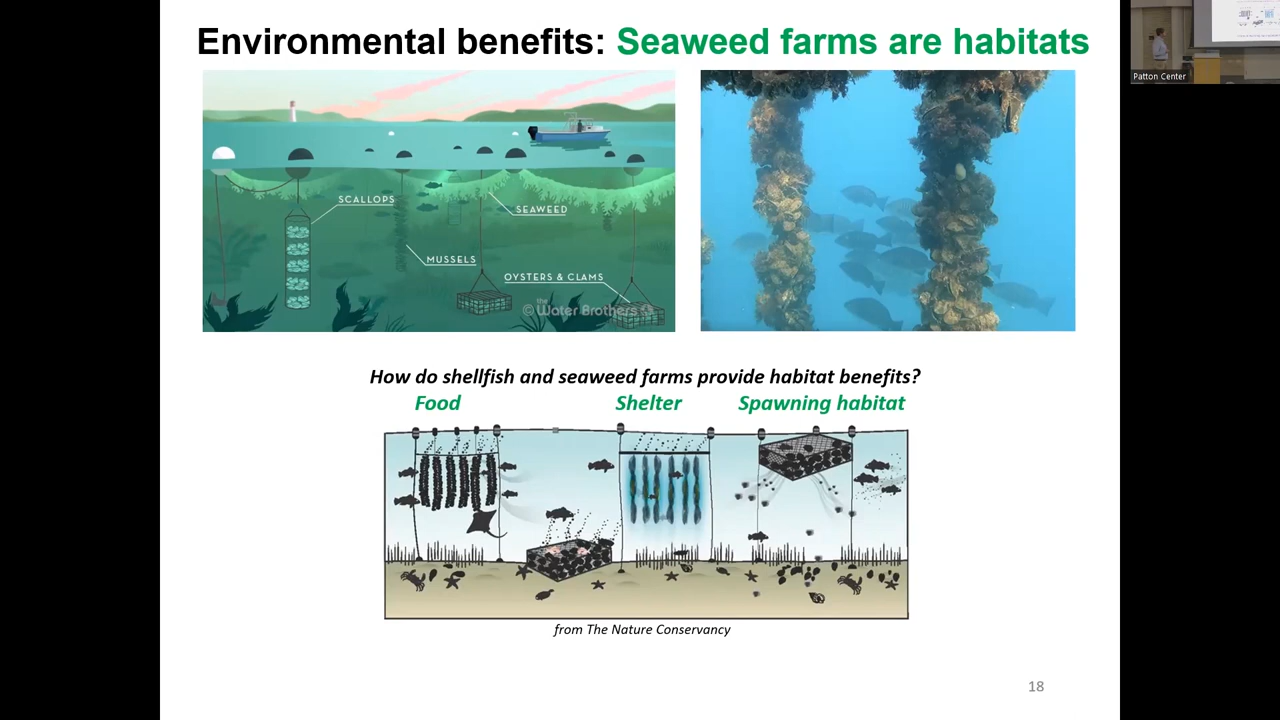 Environmental benefits: Seaweed farms are habitats
Patton Center
SCALLOPS
SEAWEED
MUSSELS
OYSTERS & CLAMS
© the Water Brothers
How do shellfish and seaweed farms provide habitat benefits?
Food Shelter Spawning habitat
from The Nature Conservancy
18